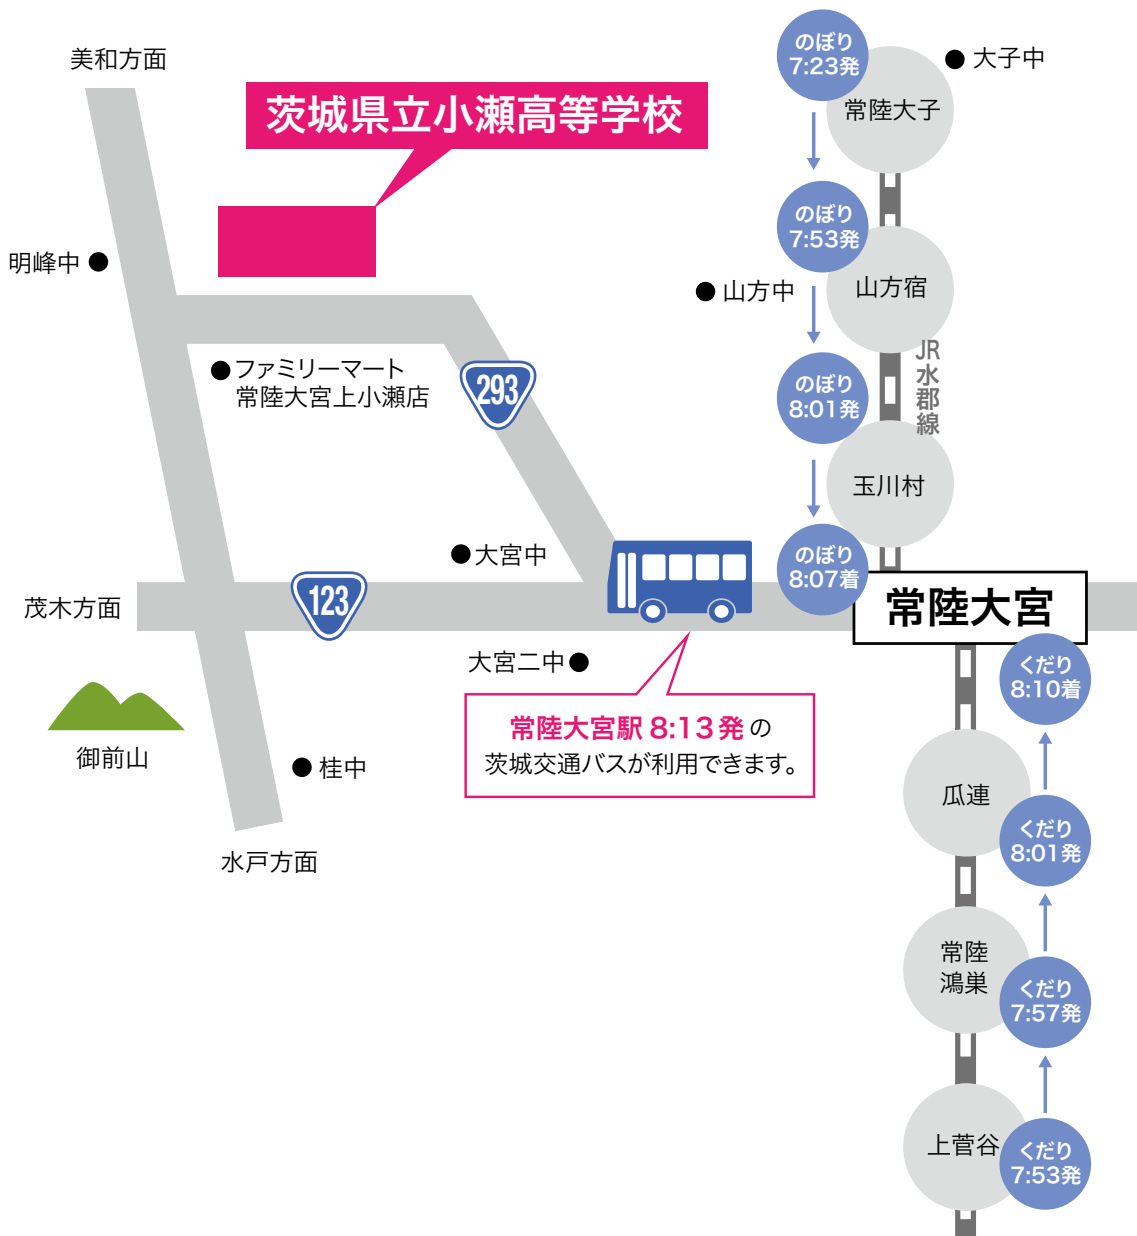 美和方面
茨城県立小瀬高等学校
のぼり
7:23発
大子中
常陸大子
のぼり
7:53発
明峰中
山方中
山方宿
JR水郡線
ファミリーマート
常陸大宮上小瀬店
293
のぼり
8:01発
玉川村
大宮中
のぼり
8:07着
茂木方面
123
常陸大宮
大宮二中
くだり
8:10着
常陸大宮駅 8:13発の
茨城交通バスが利用できます。
御前山
桂中
瓜連
くだり
8:01発
水戸方面
常陸
鴻巣
くだり
7:57発
上菅谷
くだり
7:53発